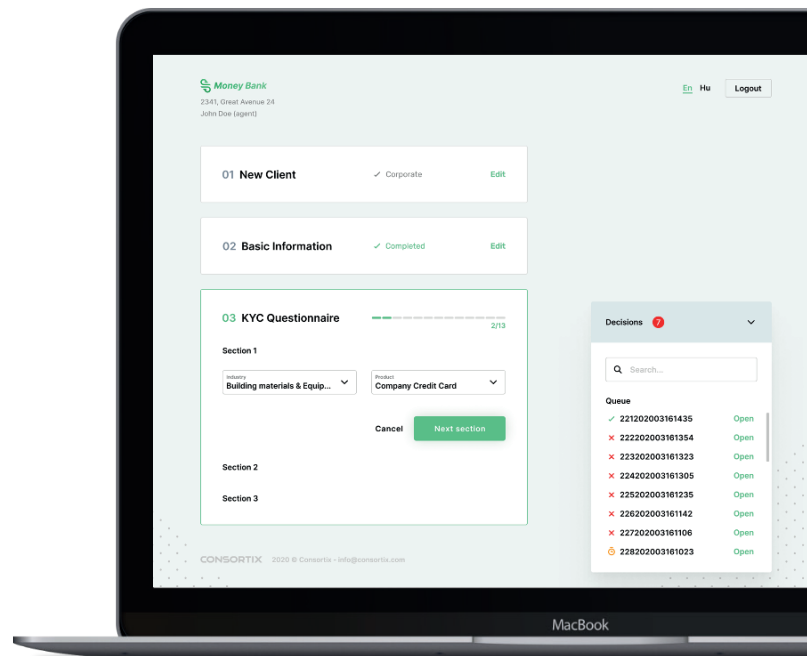 Money Bank
2341, Great Avenue 24
John Doe (agent)
En Hu Logout
01 New Client Corporate Edit
02 Basic Information Completed Edit
03 KYC Questionnaire
2/13
Section 1
Industry
Building materials & Equip...
Product
Company Credit Card
Cancel Next section
Section 2
Section 3
CONSORTIX 2020 © Consortix - info@consortix.com
Decisions 7
Search...
Queue
221202003161435 Open
222202003161354 Open
223202003161323 Open
224202003161305 Open
225202003161235 Open
226202003161142 Open
227202003161106 Open
228202003161023 Open
MacBook